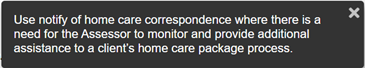 Use notify of home care correspondence where there is a
need for the Assessor to monitor and provide additional
assistance to a client's home care package process.